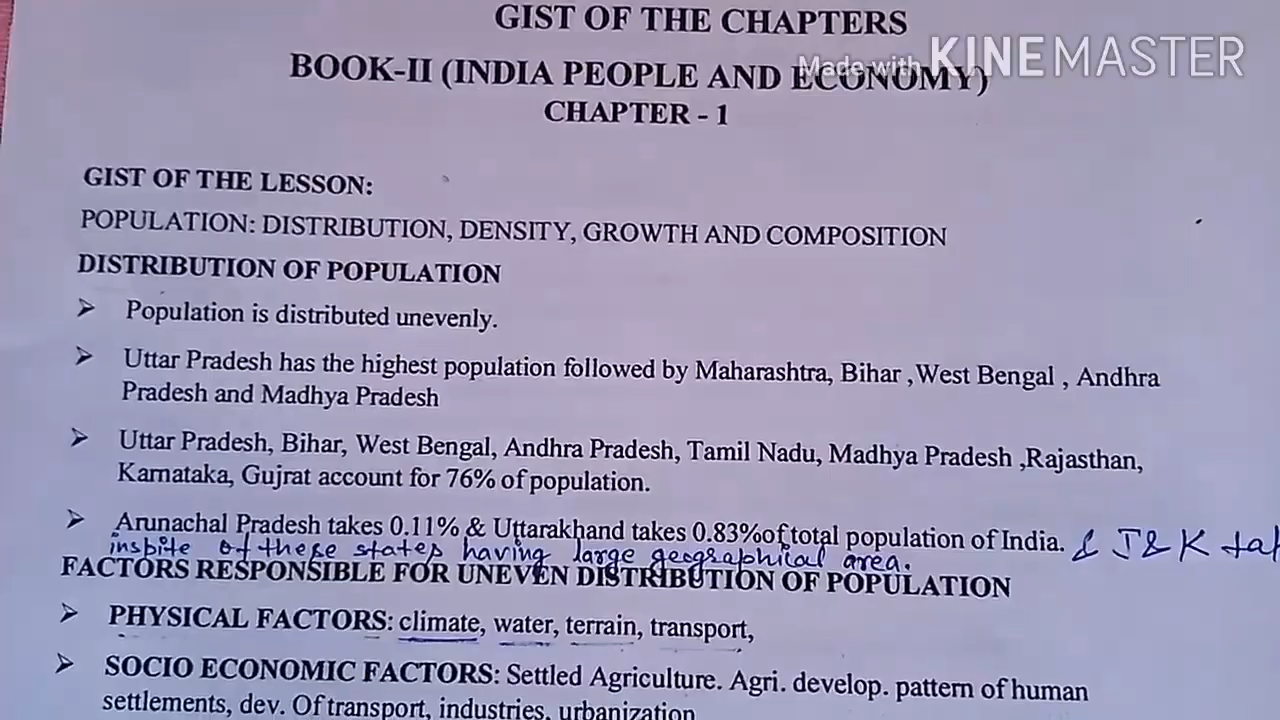 GIST OF THE CHAPTERS
Made with KINEMASTER
BOOK-II (INDIA PEOPLE AND ECONOMY)
CHAPTER - 1
GIST OF THE LESSON:
POPULATION: DISTRIBUTION, DENSITY, GROWTH AND COMPOSITION
DISTRIBUTION OF POPULATION
➢ Population is distributed unevenly.
➢ Uttar Pradesh has the highest population followed by Maharashtra, Bihar ,West Bengal , Andhra
Pradesh and Madhya Pradesh
➢ Uttar Pradesh, Bihar, West Bengal, Andhra Pradesh, Tamil Nadu, Madhya Pradesh ,Rajasthan,
Karnataka, Gujrat account for 76% of population.
➢ Arunachal Pradesh takes 0.11% & Uttarakhand takes 0.83%of total population of India. & J&K tak
inspite of these states having large geographical area.
FACTORS RESPONSIBLE FOR UNEVEN DISTRIBUTION OF POPULATION
➢ PHYSICAL FACTORS: climate, water, terrain, transport,
➢ SOCIO ECONOMIC FACTORS: Settled Agriculture. Agri. develop. pattern of human
settlements, dev. Of transport, industries, urbanization